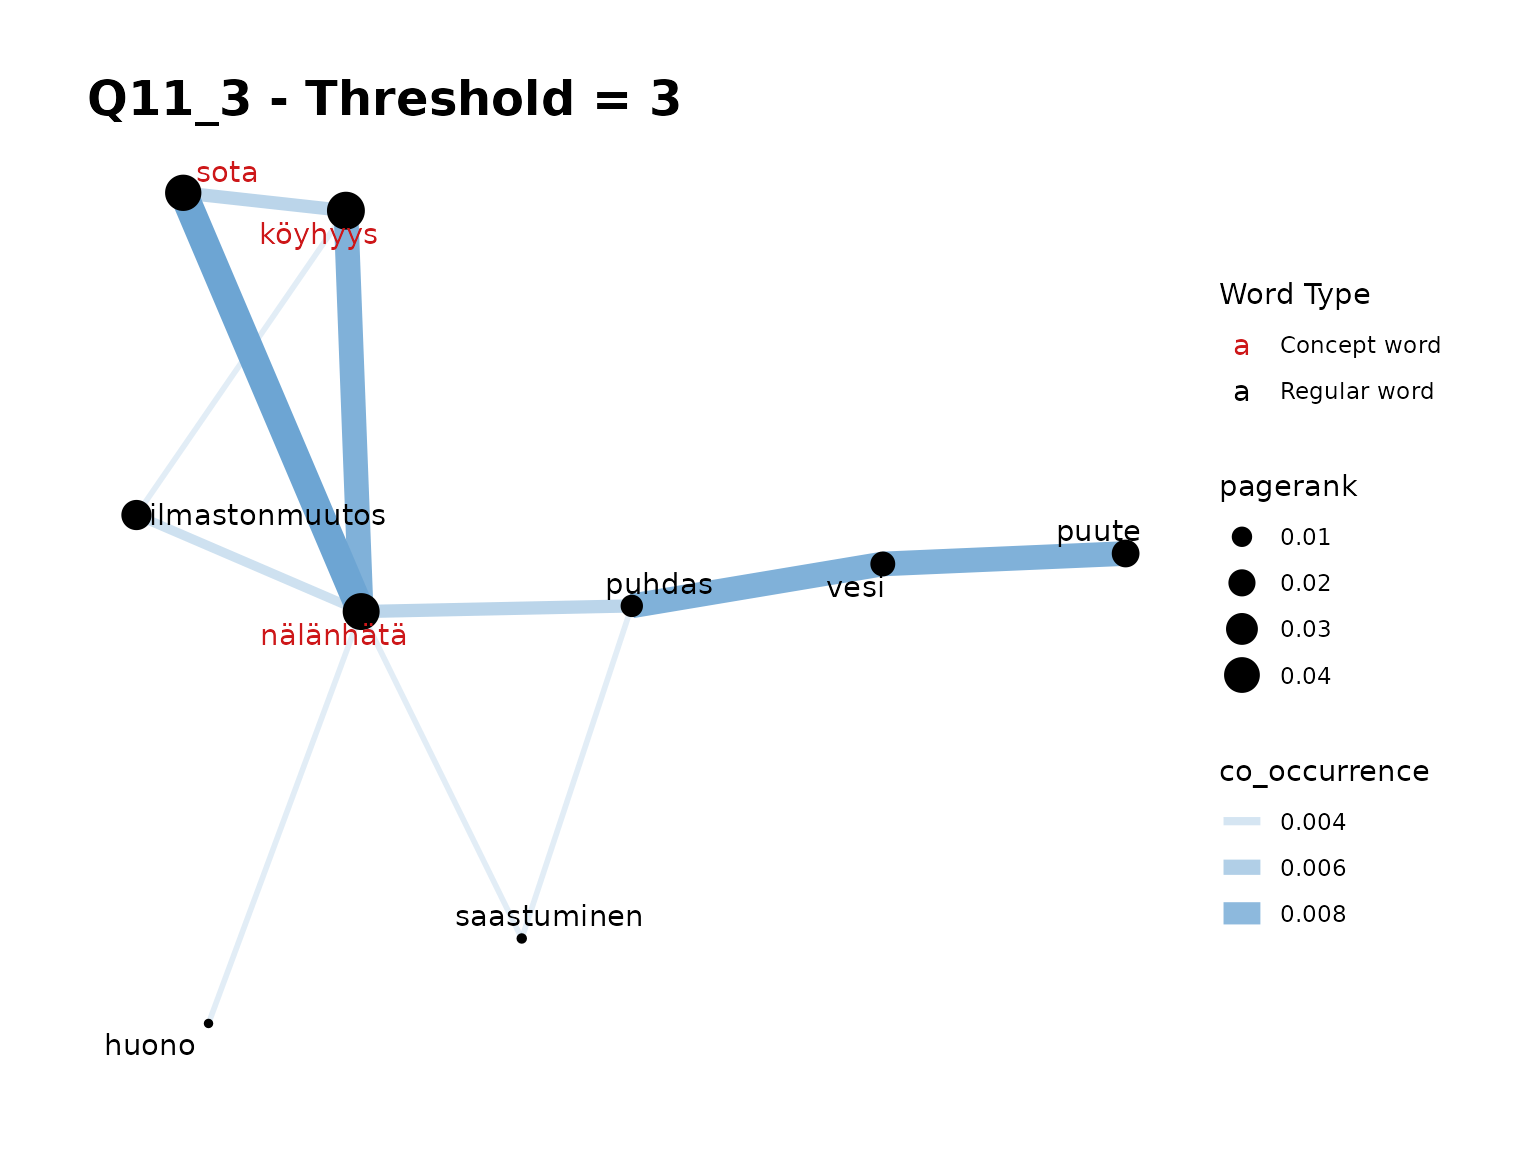 Q11_3 - Threshold = 3
sota
köyhyys
ilmastonmuutos
puute
puhdas
vesi
nälänhätä
saastuminen
huono
Word Type
a Concept word
a Regular word
pagerank
0.01
0.02
0.03
0.04
co_occurrence
0.004
0.006
0.008